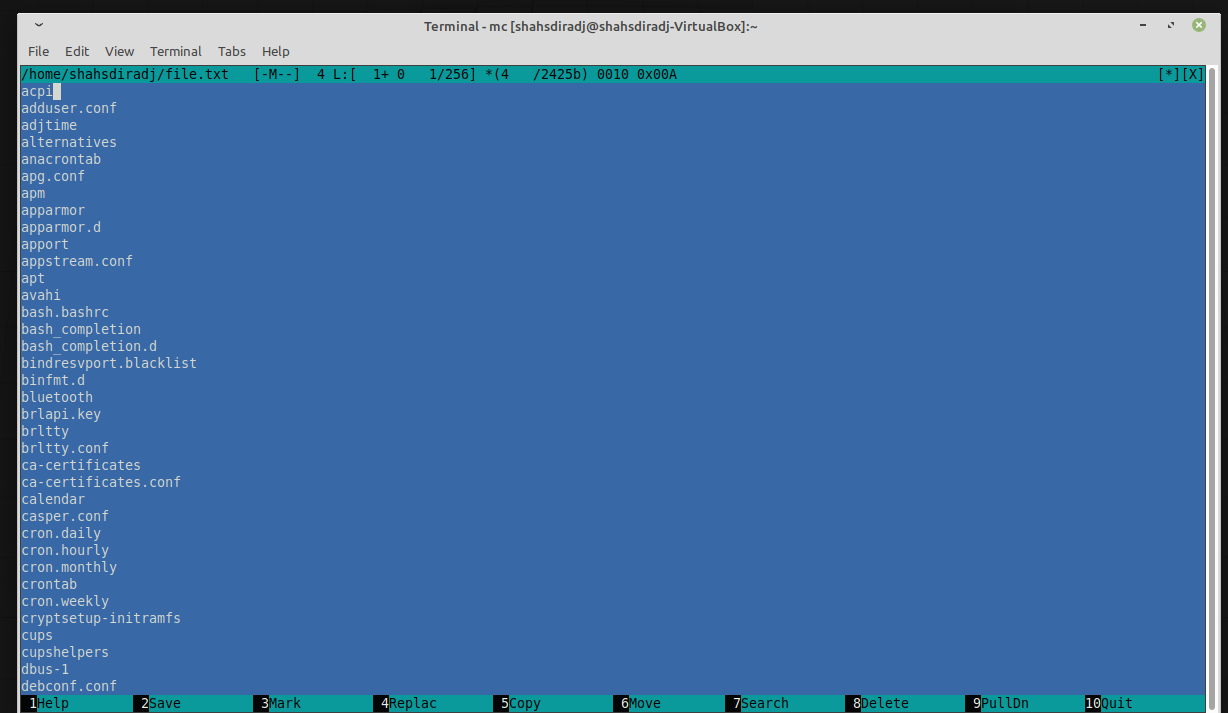 Terminal - mc [shahsdiradj@shahsdiradj-VirtualBox]:~
File Edit View Terminal Tabs Help
/home/shahsdiradj/file.txt   [-M--]  4 L:[  1+ 0   1/256] *(4   /2425b) 0010 0x00A [*][X]
acpi
adduser.conf
adjtime
alternatives
anacrontab
apg.conf
apm
apparmor
apparmor.d
apport
appstream.conf
apt
avahi
bash.bashrc
bash_completion
bash_completion.d
bindresvport.blacklist
binfmt.d
bluetooth
brlapi.key
brltty
brltty.conf
ca-certificates
ca-certificates.conf
calendar
casper.conf
cron.daily
cron.hourly
cron.monthly
crontab
cron.weekly
cryptsetup-initramfs
cups
cupshelpers
dbus-1
debconf.conf
1Help 2Save 3Mark 4Replac 5Copy 6Move 7Search 8Delete 9PullDn 10Quit